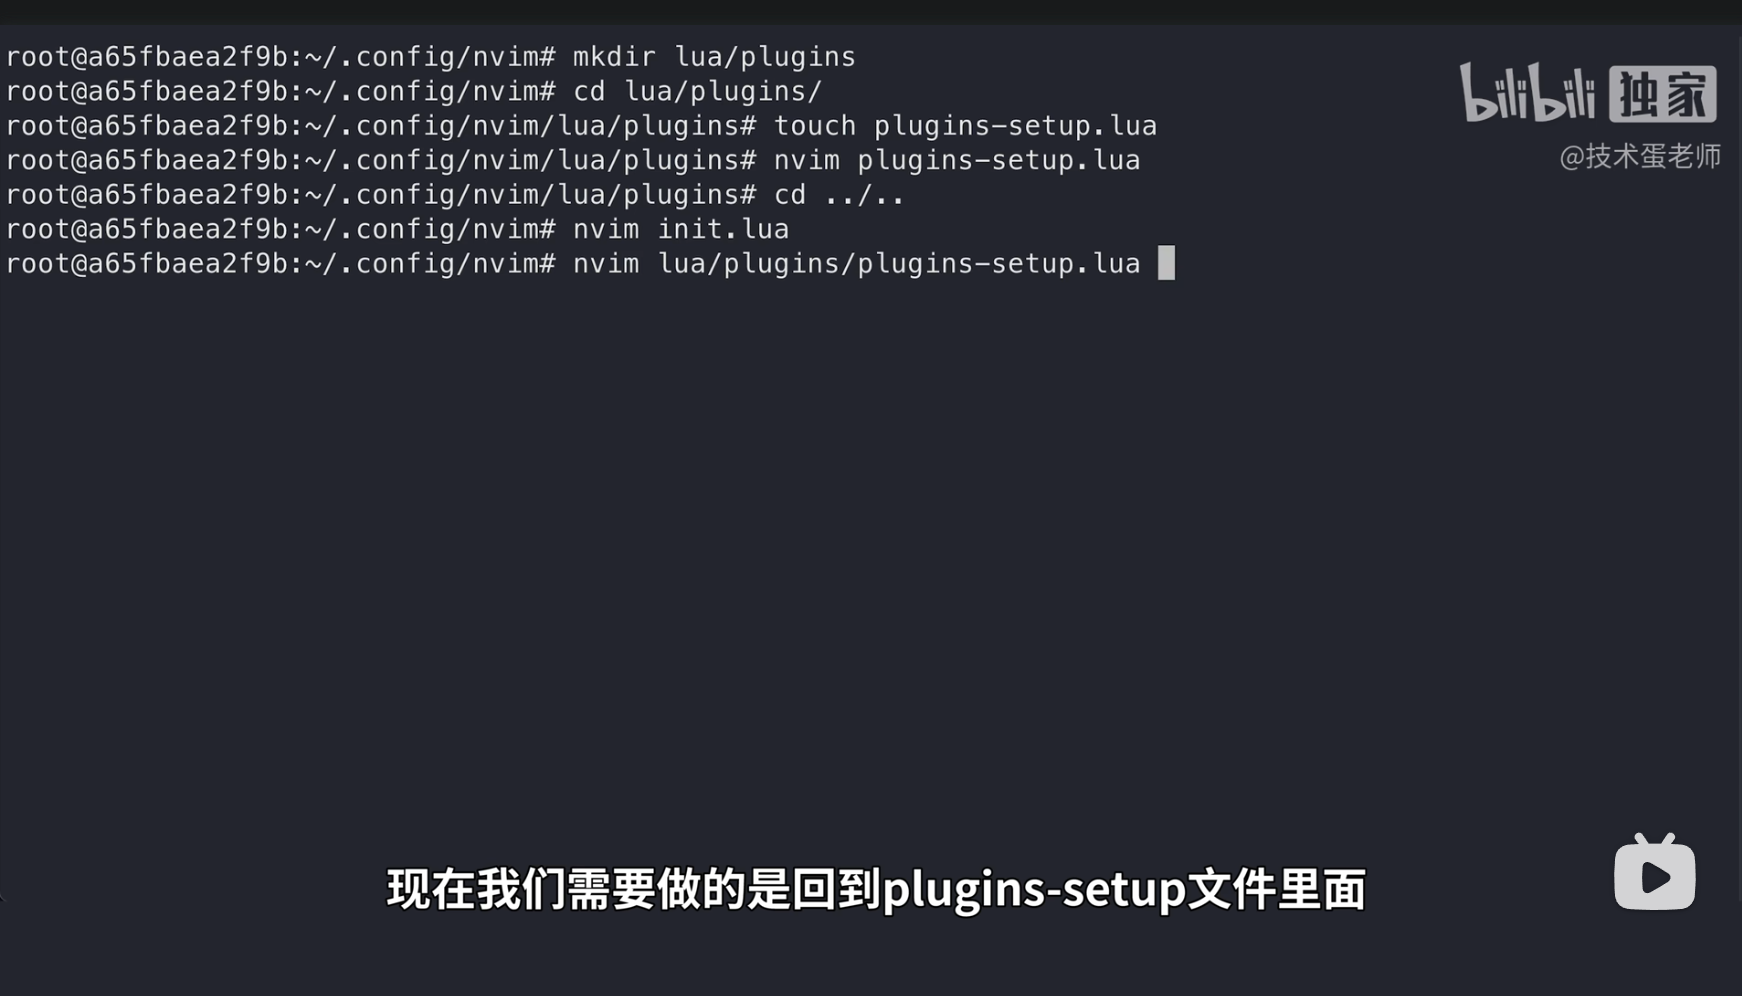 root@a65fbaea2f9b:~/.config/nvim# mkdir lua/plugins
root@a65fbaea2f9b:~/.config/nvim# cd lua/plugins/
root@a65fbaea2f9b:~/.config/nvim/lua/plugins# touch plugins-setup.lua
root@a65fbaea2f9b:~/.config/nvim/lua/plugins# nvim plugins-setup.lua
root@a65fbaea2f9b:~/.config/nvim/lua/plugins# cd ../..
root@a65fbaea2f9b:~/.config/nvim# nvim init.lua
root@a65fbaea2f9b:~/.config/nvim# nvim lua/plugins/plugins-setup.lua
bilibili 独家
@技术蛋老师
现在我们需要做的是回到plugins-setup文件里面